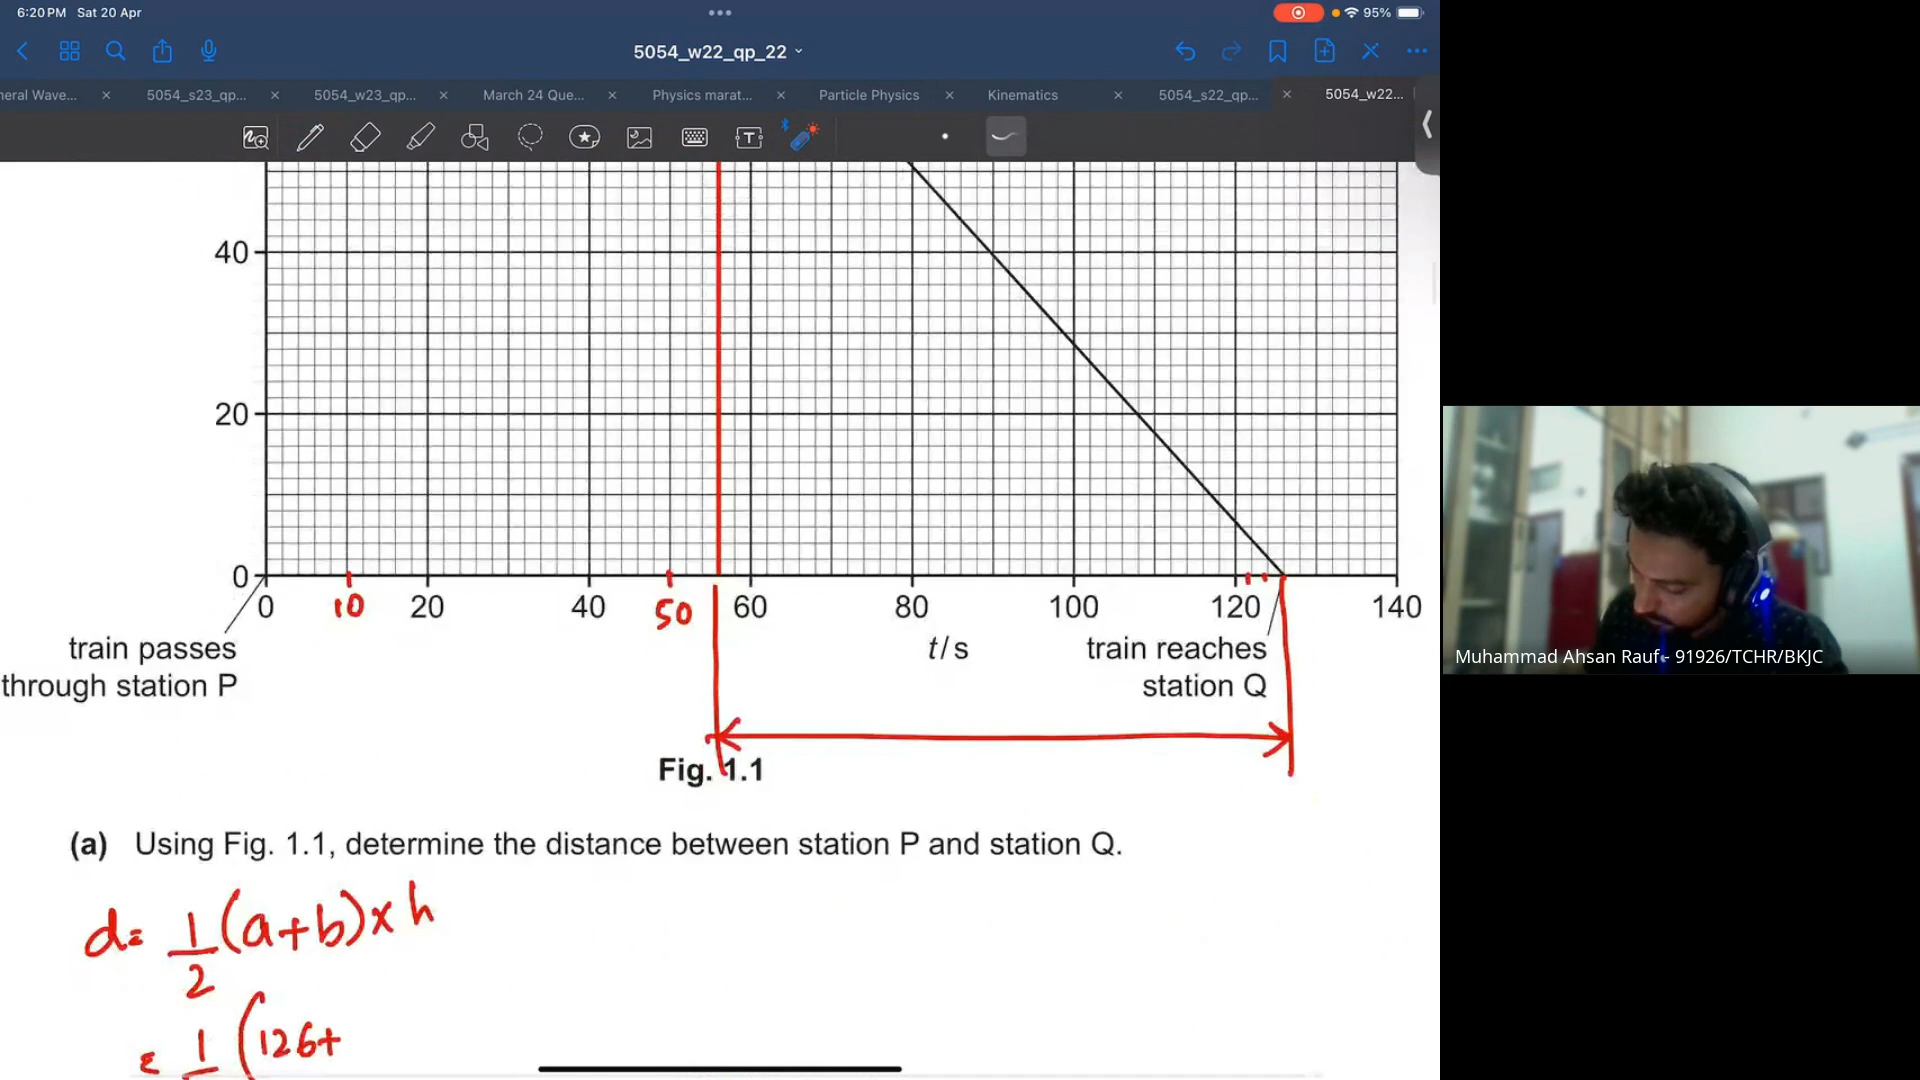 6:20 PM Sat 20 Apr
95%
5054_w22_qp_22
neral Wave...
5054_s23_qp...
5054_w23_qp...
March 24 Que...
Physics marat...
Particle Physics
Kinematics
5054_s22_qp...
5054_w22...
40
20
0
0 10 20 40 50 60 80 100 120 140
train passes
through station P
t / s
train reaches
station Q
Fig. 1.1
(a) Using Fig. 1.1, determine the distance between station P and station Q.
d= 1/2 (a+b)×h
= 1 (126+
Muhammad Ahsan Rauf - 91926/TCHR/BKJC